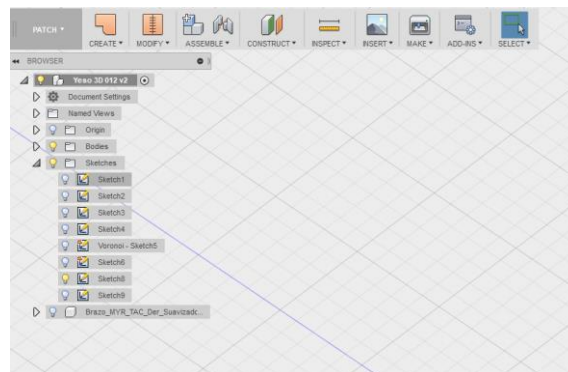 PATCH
CREATE MODIFY ASSEMBLE CONSTRUCT INSPECT INSERT MAKE ADD-INS SELECT
BROWSER
Yeso 3D 012 v2
Document Settings
Named Views
Origin
Bodies
Sketches
Sketch1
Sketch2
Sketch3
Sketch4
Voronoi - Sketch5
Sketch6
Sketch8
Sketch9
Brazo_MYR_TAC_Der_Suavizadc...